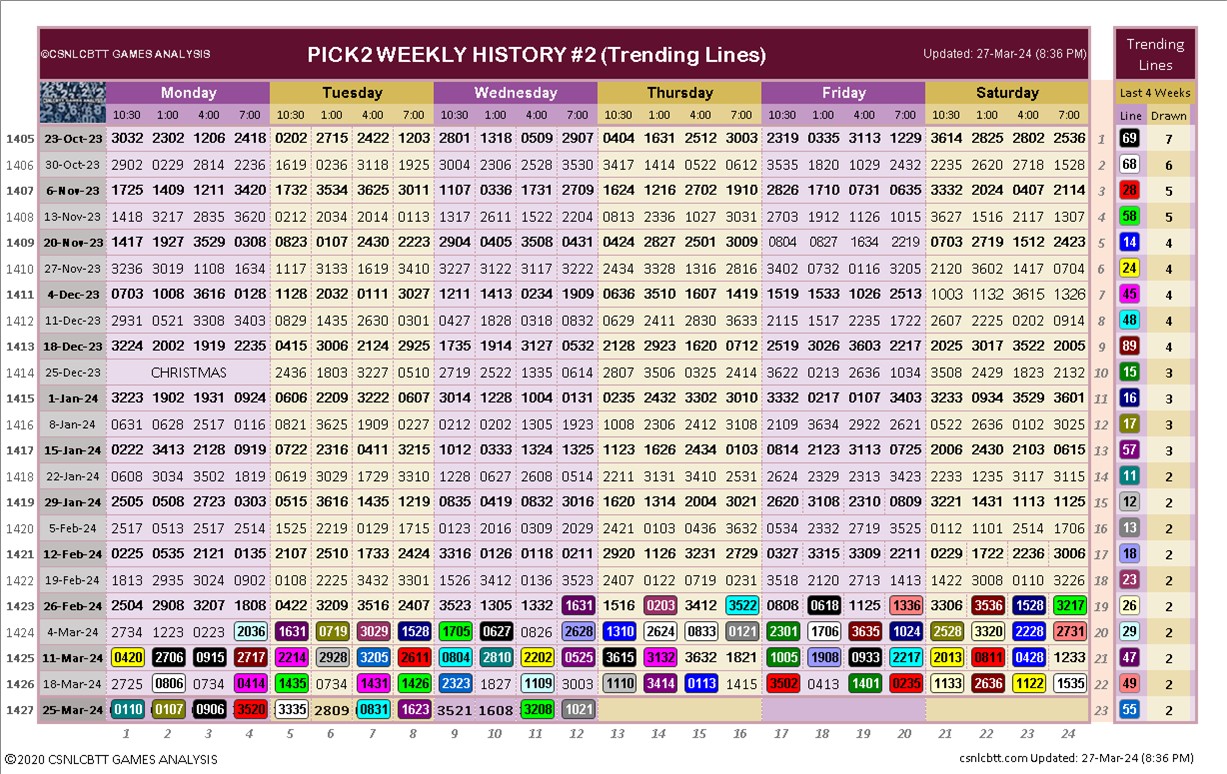 ©CSNLCBTT GAMES ANALYSIS PICK2 WEEKLY HISTORY #2 (Trending Lines) Updated: 27-Mar-24 (8:36 PM) Trending Lines
Monday Tuesday Wednesday Thursday Friday Saturday Last 4 Weeks
10:30 1:00 4:00 7:00 10:30 1:00 4:00 7:00 10:30 1:00 4:00 7:00 10:30 1:00 4:00 7:00 10:30 1:00 4:00 7:00 10:30 1:00 4:00 7:00 Line Drawn
1405 23-Oct-23 3032 2302 1206 2418 0202 2715 2422 1203 2801 1318 0509 2907 0404 1631 2512 3003 2319 0335 3113 1229 3614 2825 2802 2536 1 69 7
1406 30-Oct-23 2902 0229 2814 2236 1619 0236 3118 1925 3004 2306 2528 3530 3417 1414 0522 0612 3535 1820 1029 2432 2235 2620 2718 1528 2 68 6
1407 6-Nov-23 1725 1409 1211 3420 1732 3534 3625 3011 1107 0336 1731 2709 1624 1216 2702 1910 2826 1710 0731 0635 3332 2024 0407 2114 3 28 5
1408 13-Nov-23 1418 3217 2835 3620 0212 2034 2014 0113 1317 2611 1522 2204 0813 2336 1027 3031 2703 1912 1126 1015 3627 1516 2117 1307 4 58 5
1409 20-Nov-23 1417 1927 3529 0308 0823 0107 2430 2223 2904 0405 3508 0431 0424 2827 2501 3009 0804 0827 1634 2219 0703 2719 1512 2423 5 14 4
1410 27-Nov-23 3236 3019 1108 1634 1117 3133 1619 3410 3227 3122 3117 3222 2434 3328 1316 2816 3402 0732 0116 3205 2120 3602 1417 0704 6 24 4
1411 4-Dec-23 0703 1008 3616 0128 1128 2032 0111 3027 1211 1413 0234 1909 0636 3510 1607 1419 1519 1533 1026 2513 1003 1132 3615 1326 7 45 4
1412 11-Dec-23 2931 0521 3308 3403 0829 1435 2630 0301 0427 1828 0318 0832 0629 2411 2830 3633 2115 1517 2235 1722 2607 2225 0202 0914 8 48 4
1413 18-Dec-23 3224 2002 1919 2235 0415 3006 2124 2925 1735 1914 3127 0532 2128 2923 1620 0712 2519 3026 3603 2217 2025 3017 3522 2005 9 89 4
1414 25-Dec-23 CHRISTMAS 2436 1803 3227 0510 2719 2522 1335 0614 2807 3506 0325 2414 3622 0213 2636 1034 3508 2429 1823 2132 10 15 3
1415 1-Jan-24 3223 1902 1931 0924 0606 2209 3222 0607 3014 1228 1004 0131 0235 2432 3302 3010 3332 0217 0107 3403 3233 0934 3529 3601 11 16 3
1416 8-Jan-24 0631 0628 2517 0116 0821 3625 1909 0227 0212 0202 1305 1923 1008 2306 2412 3108 2109 3634 2922 2621 0522 2636 0102 3025 12 17 3
1417 15-Jan-24 0222 3413 2128 0919 0722 2316 0411 3215 1012 0333 1324 1325 1123 1626 2434 0103 0814 2123 3113 0725 2006 2430 2103 0615 13 57 3
1418 22-Jan-24 0608 3034 3502 1819 0619 3029 1729 3311 1228 0627 2608 0514 2211 3131 3410 2531 2624 2329 2313 3423 2233 1235 3117 3115 14 11 2
1419 29-Jan-24 2505 0508 2723 0303 0515 3616 1435 1219 0835 0419 0832 3016 1620 1314 2004 3021 2620 3108 2310 0809 3221 1431 1113 1125 15 12 2
1420 5-Feb-24 2517 0513 2517 2514 1525 2219 0129 1715 0123 2016 0309 2029 2421 0103 0436 3632 0534 2332 2719 3525 0112 1101 2514 1706 16 13 2
1421 12-Feb-24 0225 0535 2121 0135 2107 2510 1733 2424 3316 0126 0118 0211 2920 1126 3231 2729 0327 3315 3309 2211 0229 1722 2236 3006 17 18 2
1422 19-Feb-24 1813 2935 3024 0902 0108 2225 3432 3301 1526 3412 0136 3523 2407 0122 0719 0231 3518 2120 2713 1413 1422 3008 0110 3226 18 23 2
1423 26-Feb-24 2504 2908 3207 1808 0422 3209 3516 2407 3523 1305 1332 1631 1516 0203 3412 3522 0808 0618 1125 1336 3306 3536 1528 3217 19 26 2
1424 4-Mar-24 2734 1223 0223 2036 1631 0719 3029 1528 1705 0627 0826 2628 1310 2624 0833 0121 2301 1706 3635 1024 2528 3320 2228 2731 20 29 2
1425 11-Mar-24 0420 2706 0915 2717 2214 2928 3205 2611 0804 2810 2202 0525 3615 3132 3632 1821 1005 1908 0933 2217 2013 0811 0428 1233 21 47 2
1426 18-Mar-24 2725 0806 0734 0414 1435 0734 1431 1426 2323 1827 1109 3003 1110 3414 0113 1415 3502 0413 1401 0235 1133 2636 1122 1535 22 49 2
1427 25-Mar-24 0110 0107 0906 3520 3335 2809 0831 1623 3521 1608 3208 1021 23 55 2
1 2 3 4 5 6 7 8 9 10 11 12 13 14 15 16 17 18 19 20 21 22 23 24
©2020 CSNLCBTT GAMES ANALYSIS csnlcbtt.com Updated: 27-Mar-24 (8:36 PM)